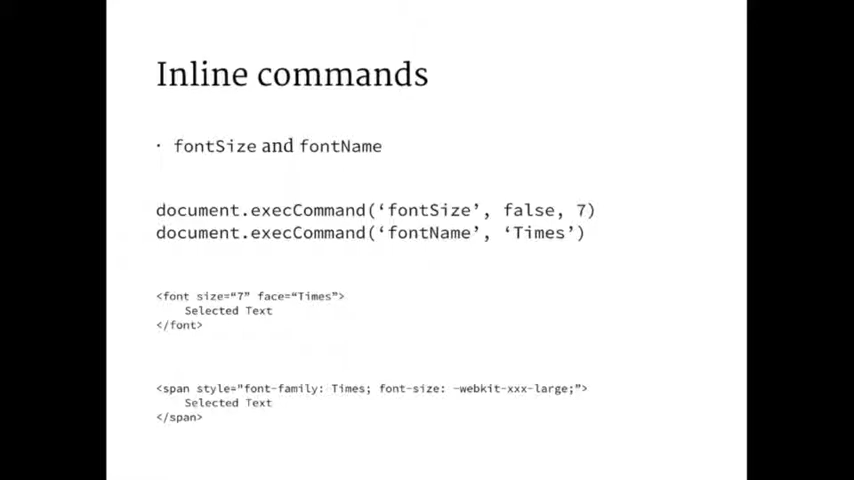 Inline commands
· fontSize and fontName
document.execCommand(‘fontSize’, false, 7)
document.execCommand(‘fontName’, ‘Times’)
<font size=“7” face=“Times”>
Selected Text
</font>
<span style="font-family: Times; font-size: -webkit-xxx-large;”>
Selected Text
</span>